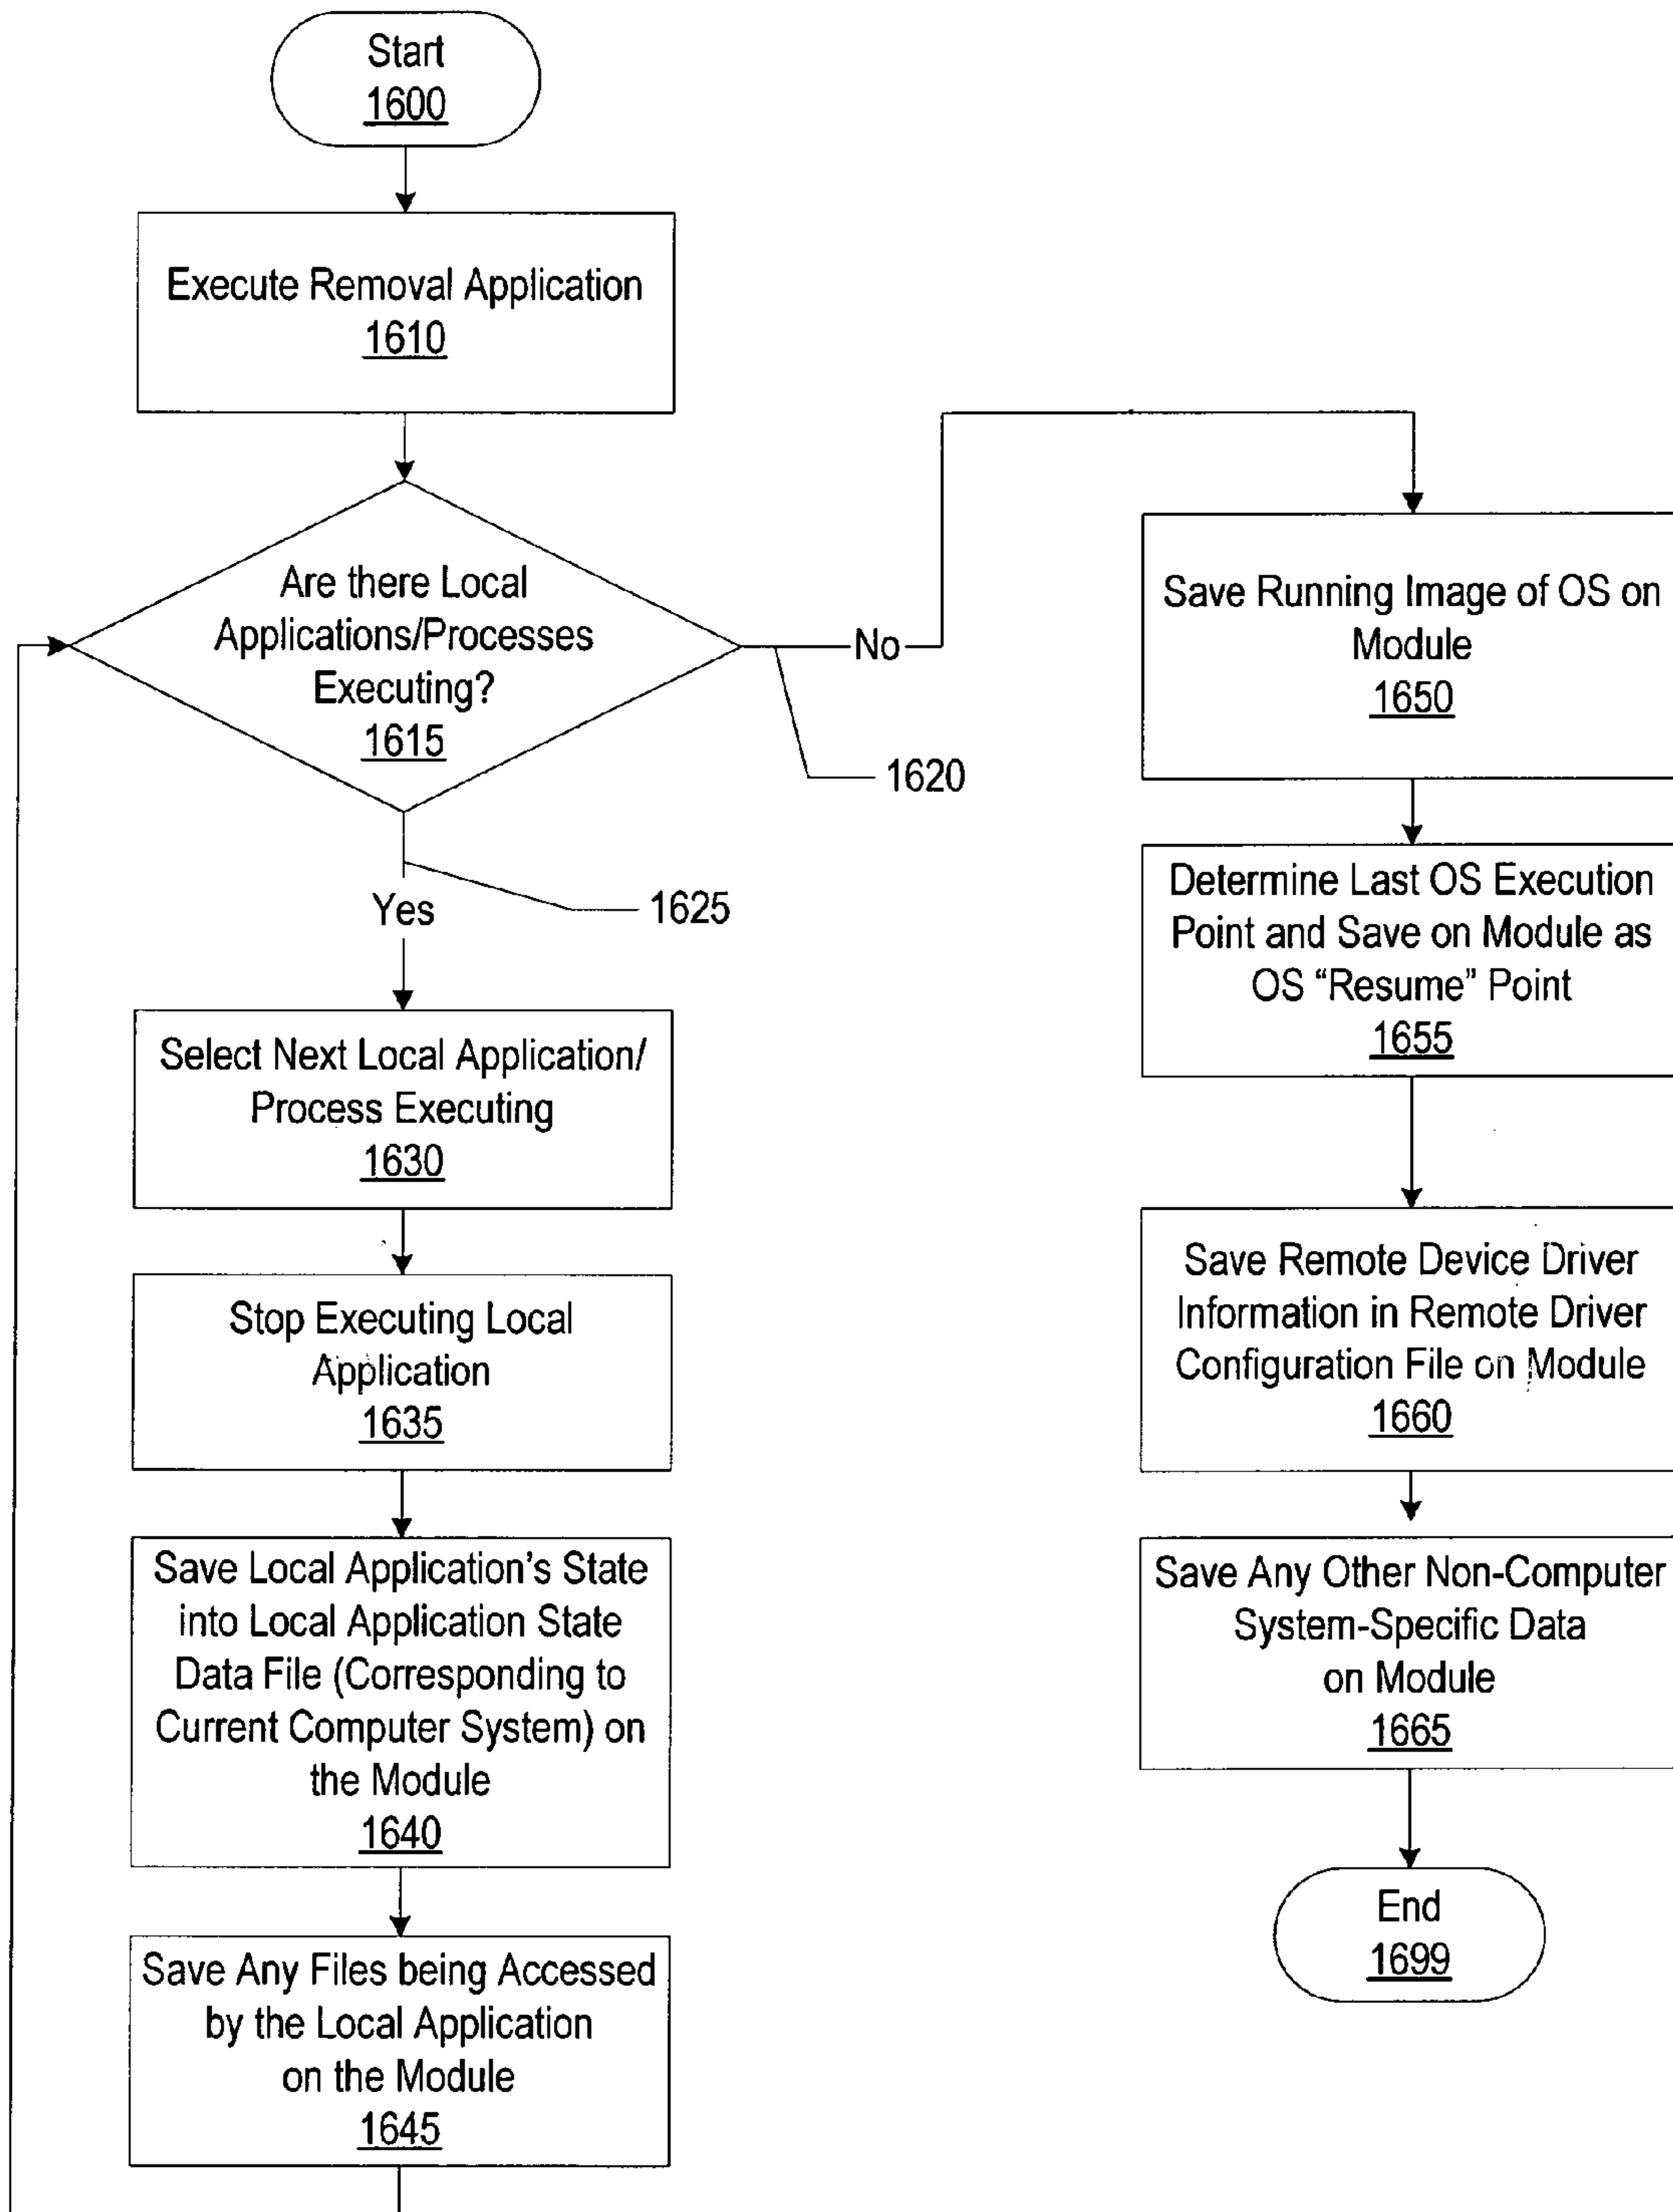 Start
1600
Execute Removal Application
1610
Are there Local
Applications/Processes
Executing?
1615
No
1620
Yes
1625
Select Next Local Application/
Process Executing
1630
Stop Executing Local
Application
1635
Save Local Application's State
into Local Application State
Data File (Corresponding to
Current Computer System) on
the Module
1640
Save Any Files being Accessed
by the Local Application
on the Module
1645
Save Running Image of OS on
Module
1650
Determine Last OS Execution
Point and Save on Module as
OS “Resume” Point
1655
Save Remote Device Driver
Information in Remote Driver
Configuration File on Module
1660
Save Any Other Non-Computer
System-Specific Data
on Module
1665
End
1699